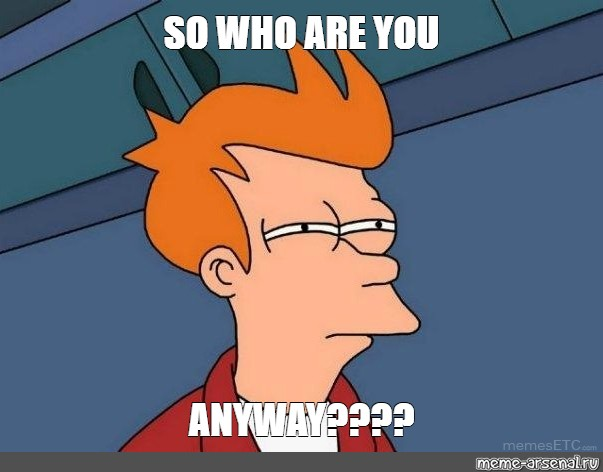 SO WHO ARE YOU
ANYWAY????
memesETC.com
meme-arsenal.ru